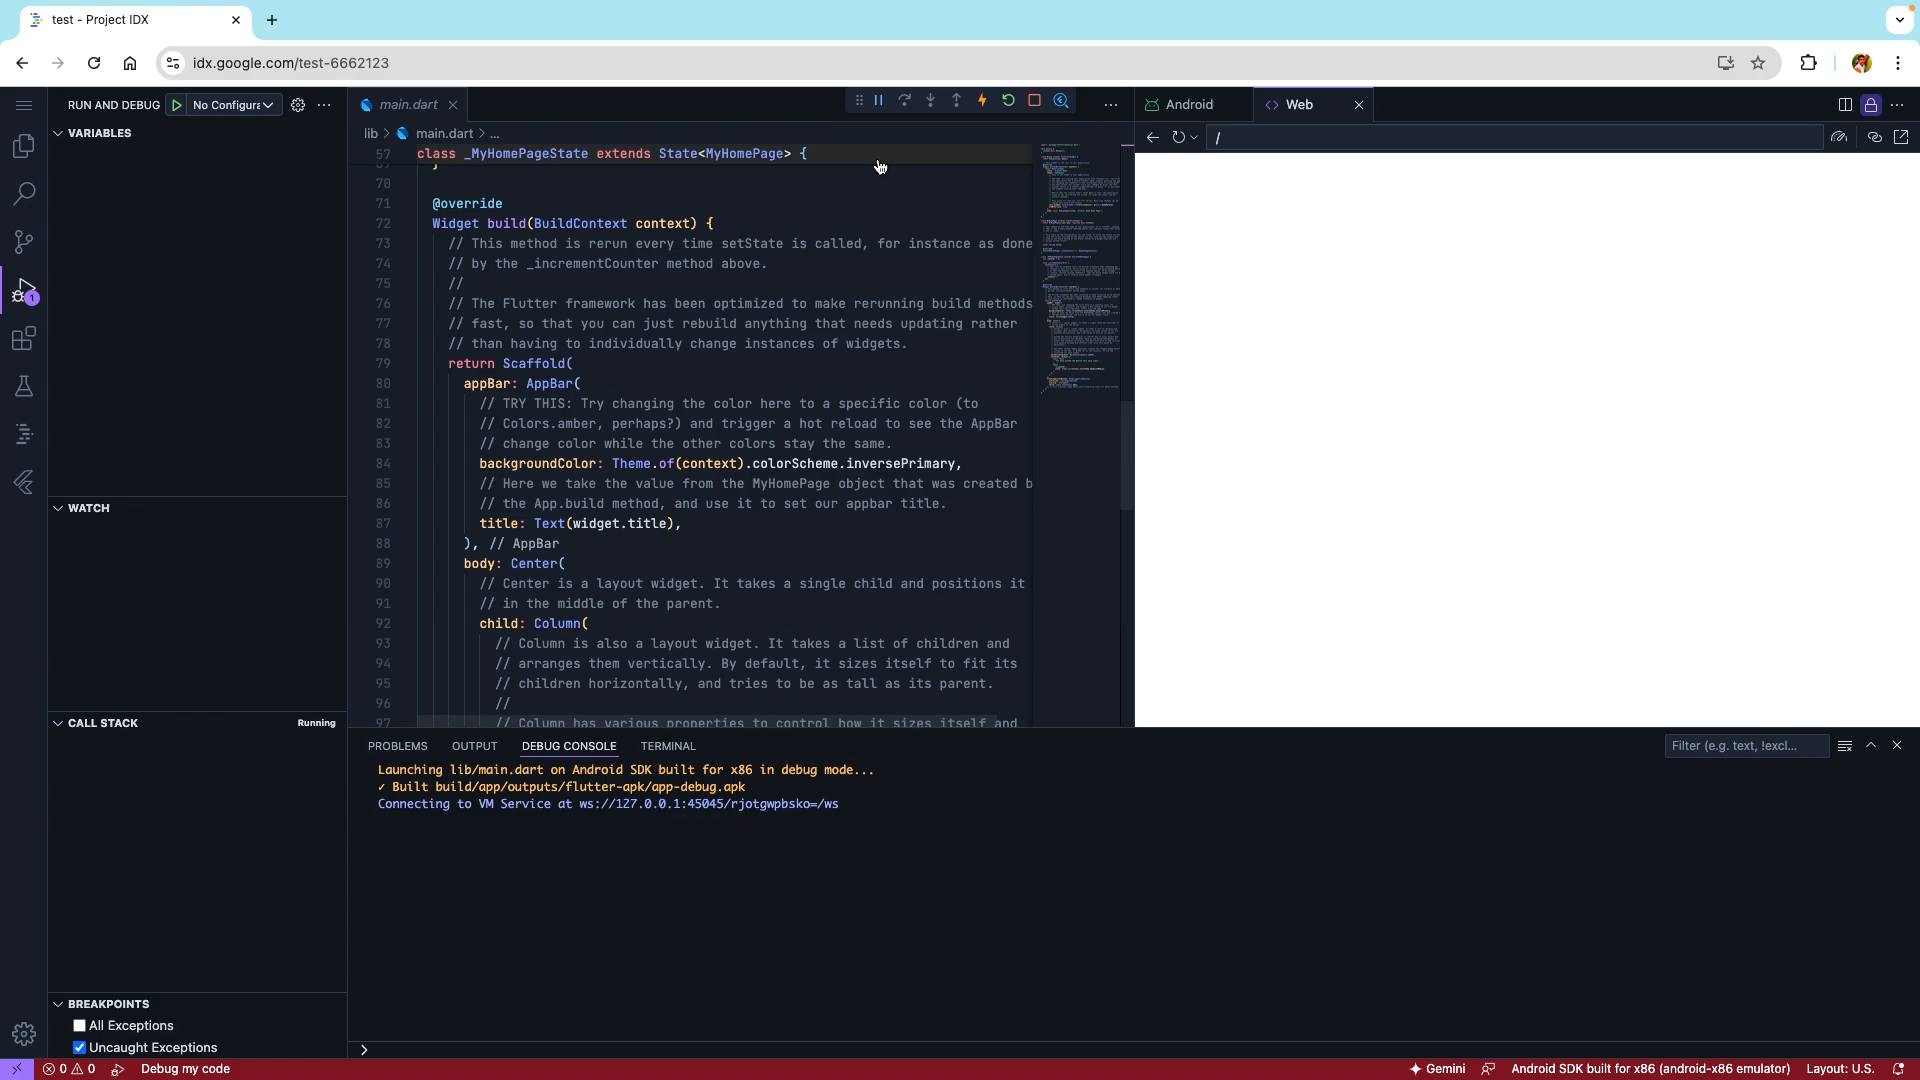 test - Project IDX
idx.google.com/test-6662123
RUN AND DEBUG
No Configura
VARIABLES
WATCH
CALL STACK
Running
BREAKPOINTS
All Exceptions
Uncaught Exceptions
main.dart
lib > main.dart > ...
57 class _MyHomePageState extends State<MyHomePage> {
70
71 @override
72 Widget build(BuildContext context) {
73 // This method is rerun every time setState is called, for instance as done
74 // by the _incrementCounter method above.
75 //
76 // The Flutter framework has been optimized to make rerunning build methods
77 // fast, so that you can just rebuild anything that needs updating rather
78 // than having to individually change instances of widgets.
79 return Scaffold(
80 appBar: AppBar(
81 // TRY THIS: Try changing the color here to a specific color (to
82 // Colors.amber, perhaps?) and trigger a hot reload to see the AppBar
83 // change color while the other colors stay the same.
84 backgroundColor: Theme.of(context).colorScheme.inversePrimary,
85 // Here we take the value from the MyHomePage object that was created b
86 // the App.build method, and use it to set our appbar title.
87 title: Text(widget.title),
88 ), // AppBar
89 body: Center(
90 // Center is a layout widget. It takes a single child and positions it
91 // in the middle of the parent.
92 child: Column(
93 // Column is also a layout widget. It takes a list of children and
94 // arranges them vertically. By default, it sizes itself to fit its
95 // children horizontally, and tries to be as tall as its parent.
96 //
97 // Column has various properties to control how it sizes itself and
Android
Web
/
PROBLEMS
OUTPUT
DEBUG CONSOLE
TERMINAL
Filter (e.g. text, !excl...
Launching lib/main.dart on Android SDK built for x86 in debug mode...
✓ Built build/app/outputs/flutter-apk/app-debug.apk
Connecting to VM Service at ws://127.0.0.1:45045/rjotgwpbsko=/ws
1
0 0
Debug my code
Gemini
Android SDK built for x86 (android-x86 emulator)
Layout: U.S.